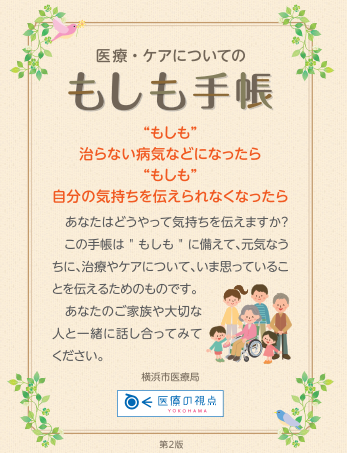 医療・ケアについての
もしも手帳
“もしも”
治らない病気などになったら
“もしも”
自分の気持ちを伝えられなくなったら
あなたはどうやって気持ちを伝えますか?
この手帳は " もしも " に備えて、元気なう
ちに、治療やケアについて、いま思っているこ
とを伝えるためのものです。
あなたのご家族や大切な
人と一緒に話し合ってみて
ください。
横浜市医療局
医療の視点
YOKOHAMA
第2版